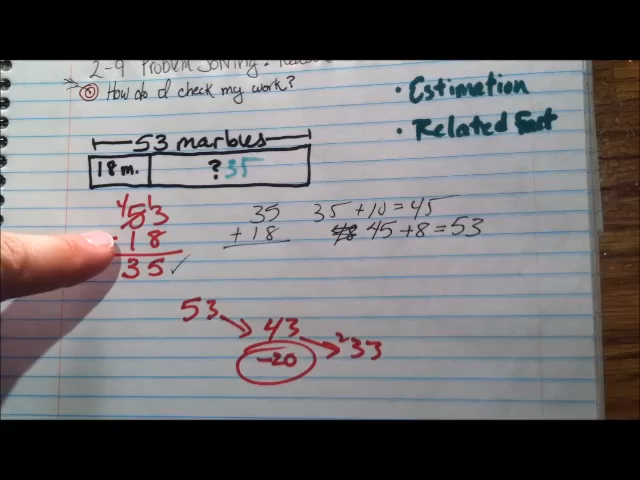 2-9 Problem Solving:
How do I check my work?
• Estimation
• Related Fact
53 marbles
18 m. ? 35
4 1
53
- 18
35 ✓
35
+ 18
35 + 10 = 45
45 + 8 = 53
53
43
-20
33